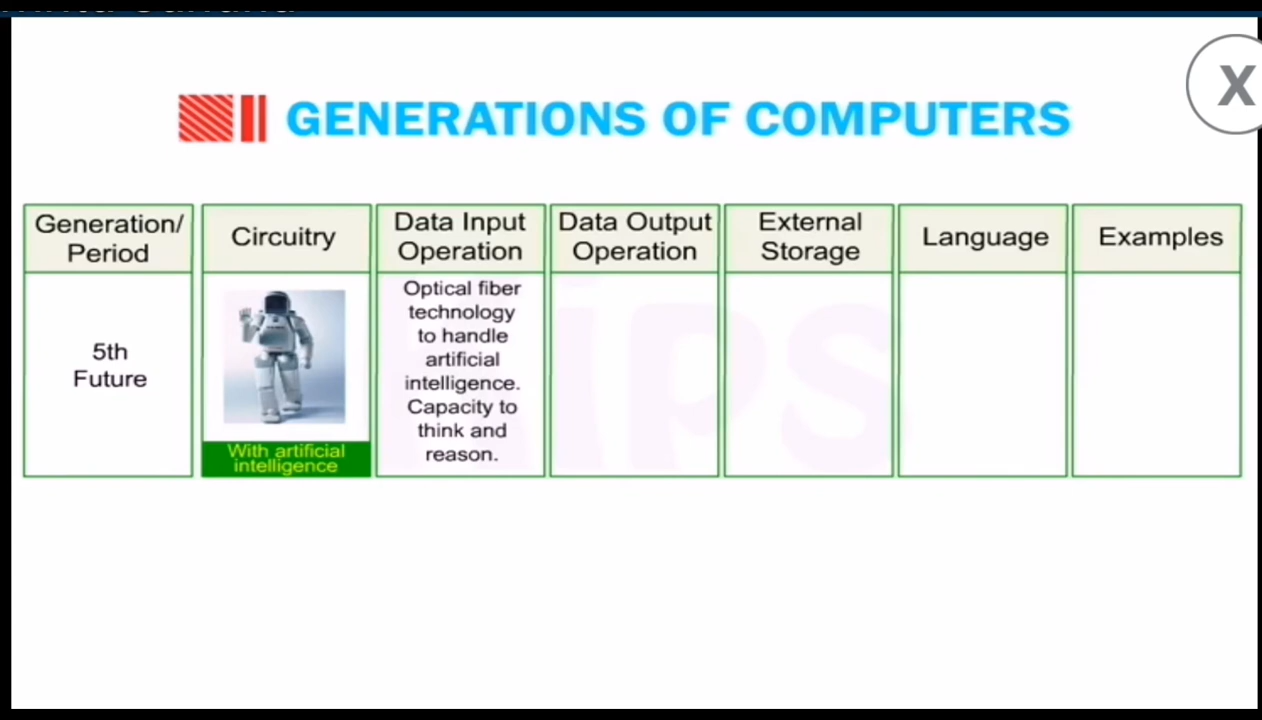 GENERATIONS OF COMPUTERS
X
Generation/
Period
Circuitry
Data Input
Operation
Data Output
Operation
External
Storage
Language
Examples
5th
Future
With artificial
intelligence
Optical fiber
technology
to handle
artificial
intelligence.
Capacity to
think and
reason.
iPS